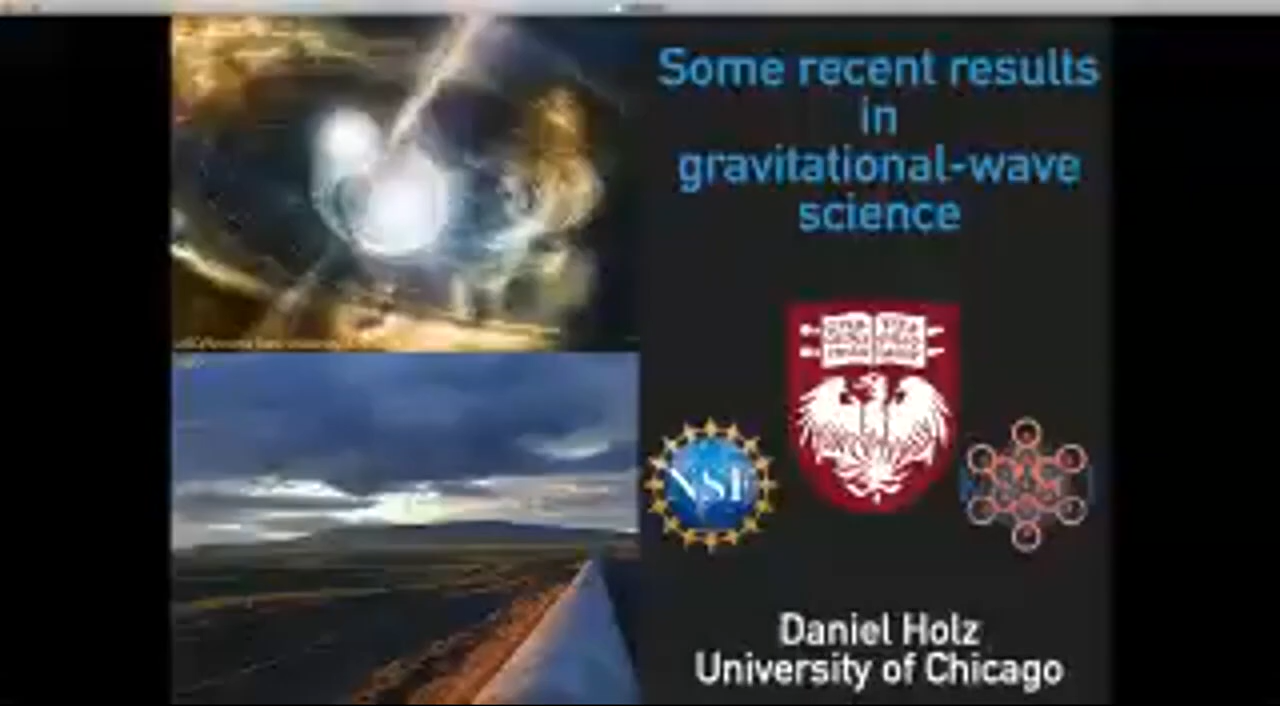 Some recent results
in
gravitational-wave
science
NSF
Daniel Holz
University of Chicago